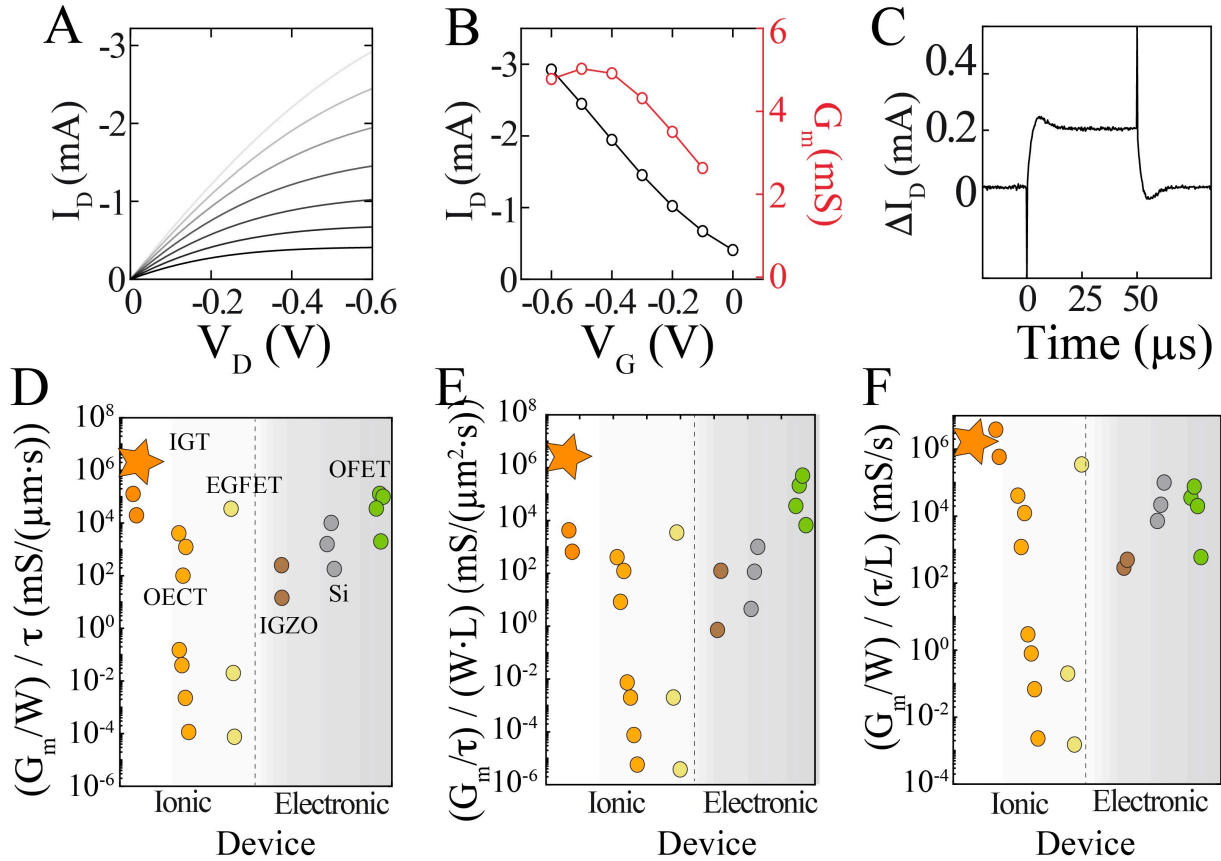 A
I_D (mA)
-3
-2
-1
0
0 -0.2 -0.4 -0.6
V_D (V)
B
I_D (mA)
-3
-2
-1
0
6
4
2
0
G_m (mS)
-0.6 -0.4 -0.2 0
V_G (V)
C
ΔI_D (mA)
0.4
0.2
0
0 25 50
Time (µs)
D
((G_m/W) / τ (mS/(µm·s))
10^8
10^6
10^4
10^2
10^0
10^-2
10^-4
10^-6
IGT
OFET
EGFET
OECT
Si
IGZO
Ionic Electronic
Device
E
(G_m/τ) / (W·L) (mS/(µm²·s))
10^8
10^6
10^4
10^2
10^0
10^-2
10^-4
10^-6
Ionic Electronic
Device
F
(G_m/W) / (τ/L) (mS/s)
10^6
10^4
10^2
10^0
10^-2
10^-4
Ionic Electronic
Device